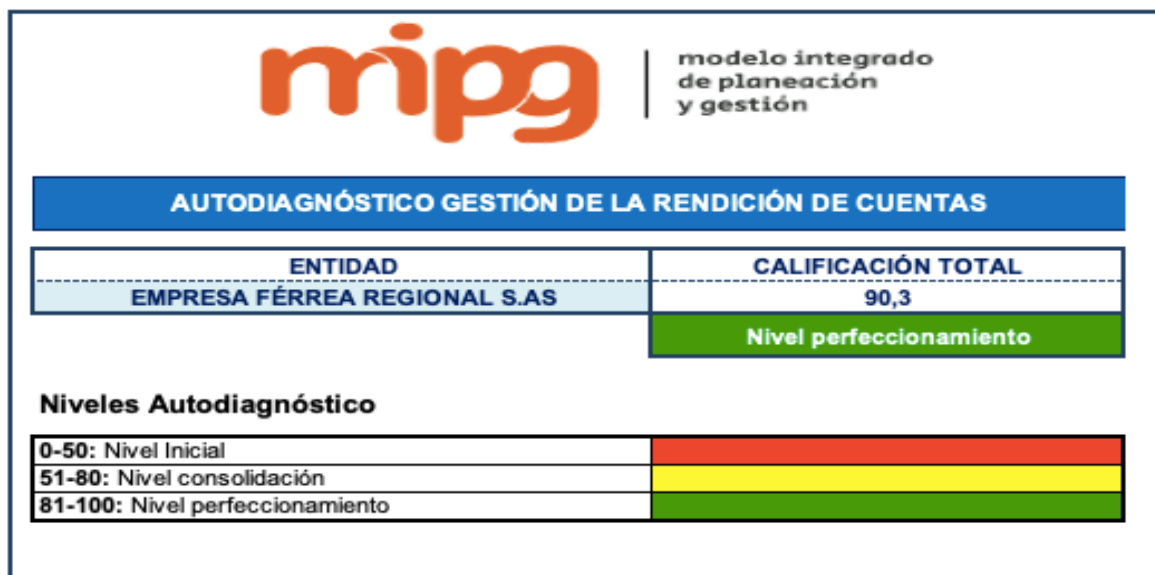 mipg
modelo integrado
de planeación
y gestión
AUTODIAGNÓSTICO GESTIÓN DE LA RENDICIÓN DE CUENTAS
ENTIDAD CALIFICACIÓN TOTAL
EMPRESA FÉRREA REGIONAL S.AS 90,3
Nivel perfeccionamiento
Niveles Autodiagnóstico
0-50: Nivel Inicial
51-80: Nivel consolidación
81-100: Nivel perfeccionamiento